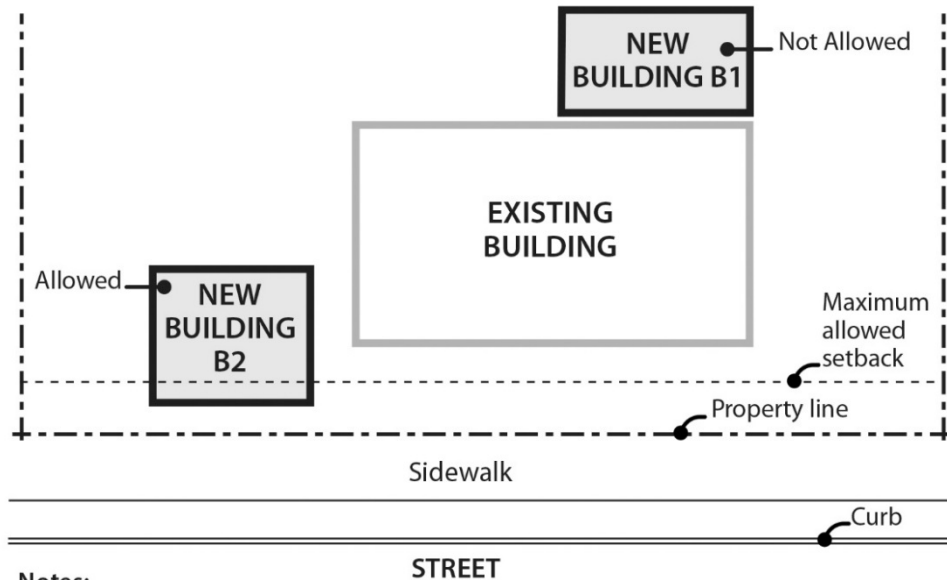 NEW
BUILDING B1
Not Allowed
EXISTING
BUILDING
Allowed
NEW
BUILDING
B2
Maximum
allowed
setback
Property line
Sidewalk
Curb
STREET
Notes: